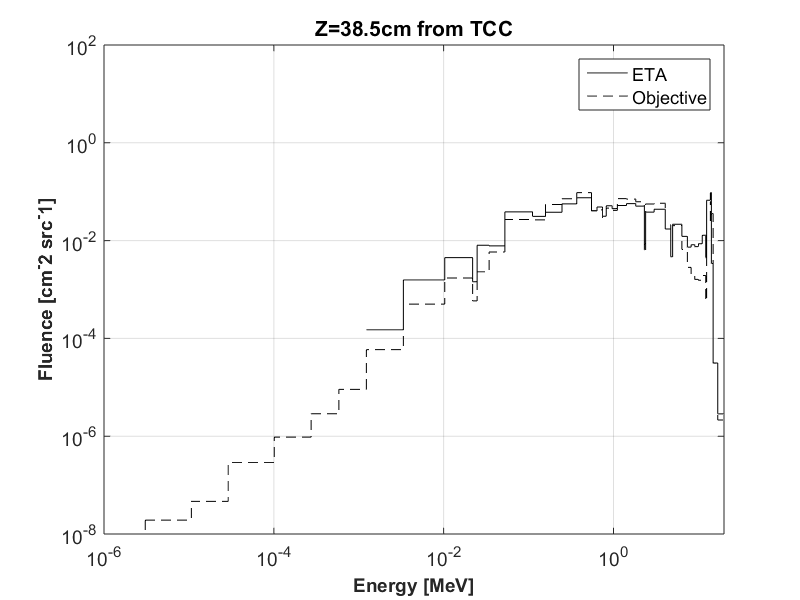 Z=38.5cm from TCC
ETA
Objective
10^2
10^0
10^-2
10^-4
10^-6
10^-8
Fluence [cm^-2 src^-1]
10^-6
10^-4
10^-2
10^0
Energy [MeV]